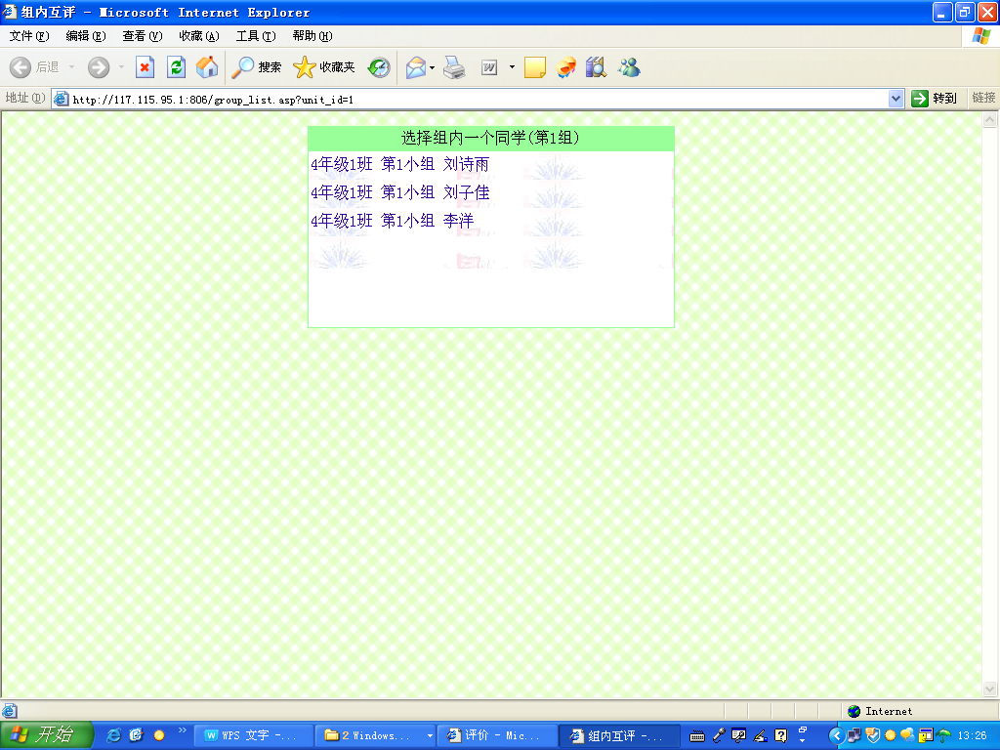 组内互评 - Microsoft Internet Explorer
文件(F) 编辑(E) 查看(V) 收藏(A) 工具(T) 帮助(H)
后退 搜索 收藏夹
地址(D) http://117.115.95.1:806/group_list.asp?unit_id=1 转到 链接
选择组内一个同学(第1组)
4年级1班 第1小组 刘诗雨
4年级1班 第1小组 刘子佳
4年级1班 第1小组 李洋
Internet
开始 WPS 文字 -... 2 Windows... 评价 - Mic... 组内互评 -... 13:26